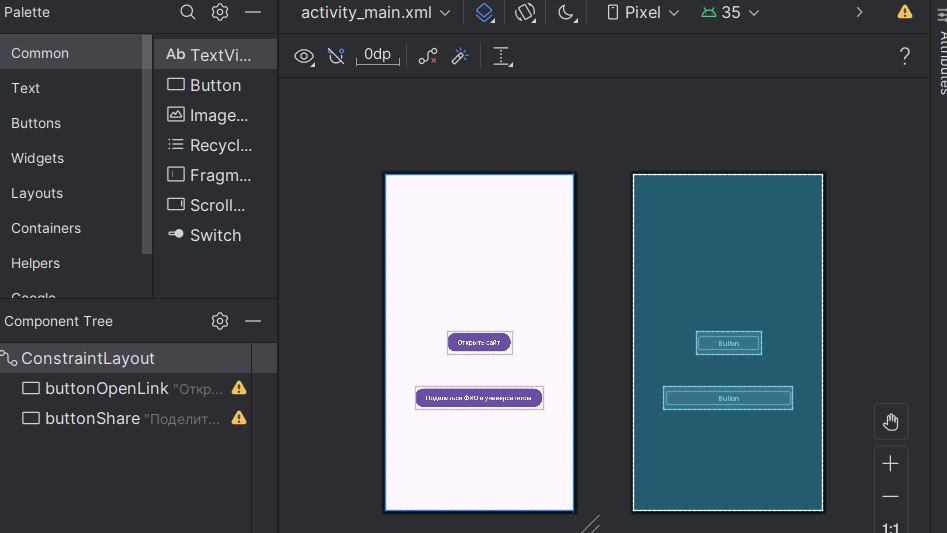 Palette
activity_main.xml
Pixel
35
Common
Text
Buttons
Widgets
Layouts
Containers
Helpers
Google
Ab TextVi...
Button
Image...
Recycl...
Fragm...
Scroll...
Switch
0dp
?
Attributes
Component Tree
ConstraintLayout
buttonOpenLink "Откр...
buttonShare "Поделит...
Открыть сайт
Поделиться ФИО и университетом
Button
Button
1:1